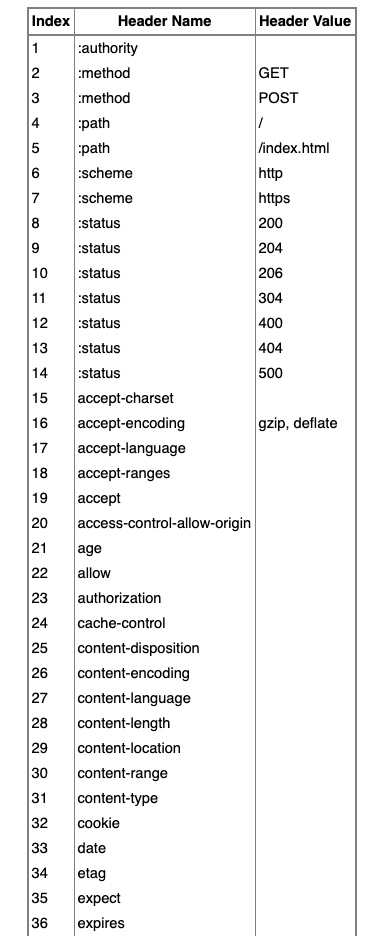 Index Header Name Header Value
1 :authority
2 :method GET
3 :method POST
4 :path /
5 :path /index.html
6 :scheme http
7 :scheme https
8 :status 200
9 :status 204
10 :status 206
11 :status 304
12 :status 400
13 :status 404
14 :status 500
15 accept-charset
16 accept-encoding gzip, deflate
17 accept-language
18 accept-ranges
19 accept
20 access-control-allow-origin
21 age
22 allow
23 authorization
24 cache-control
25 content-disposition
26 content-encoding
27 content-language
28 content-length
29 content-location
30 content-range
31 content-type
32 cookie
33 date
34 etag
35 expect
36 expires